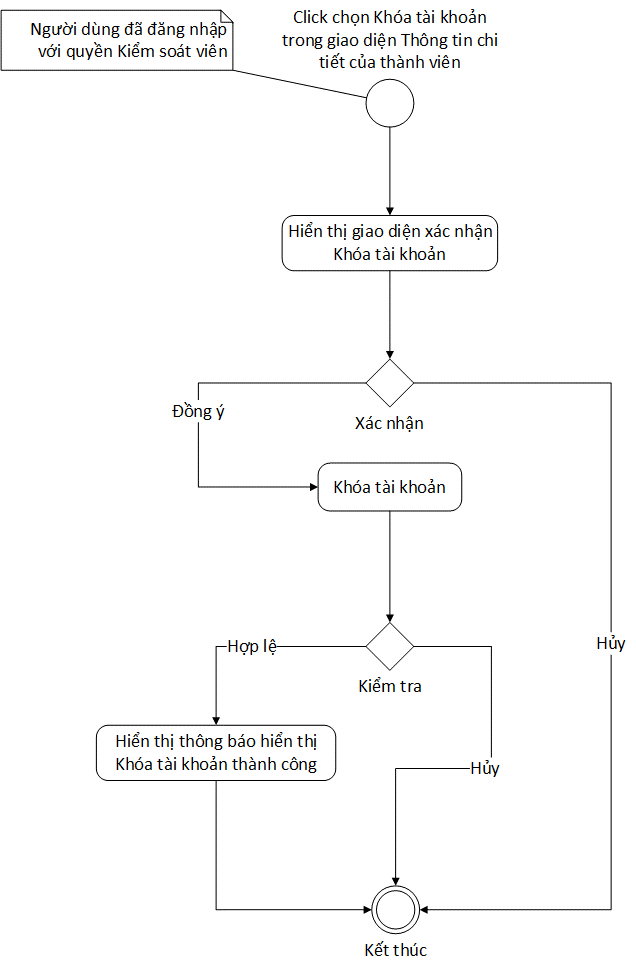 Người dùng đã đăng nhập
với quyền Kiểm soát viên
Click chọn Khóa tài khoản
trong giao diện Thông tin chi
tiết của thành viên
Hiển thị giao diện xác nhận
Khóa tài khoản
Xác nhận
Đồng ý
Khóa tài khoản
Hủy
Hợp lệ
Kiểm tra
Hiển thị thông báo hiển thị
Khóa tài khoản thành công
Hủy
Kết thúc